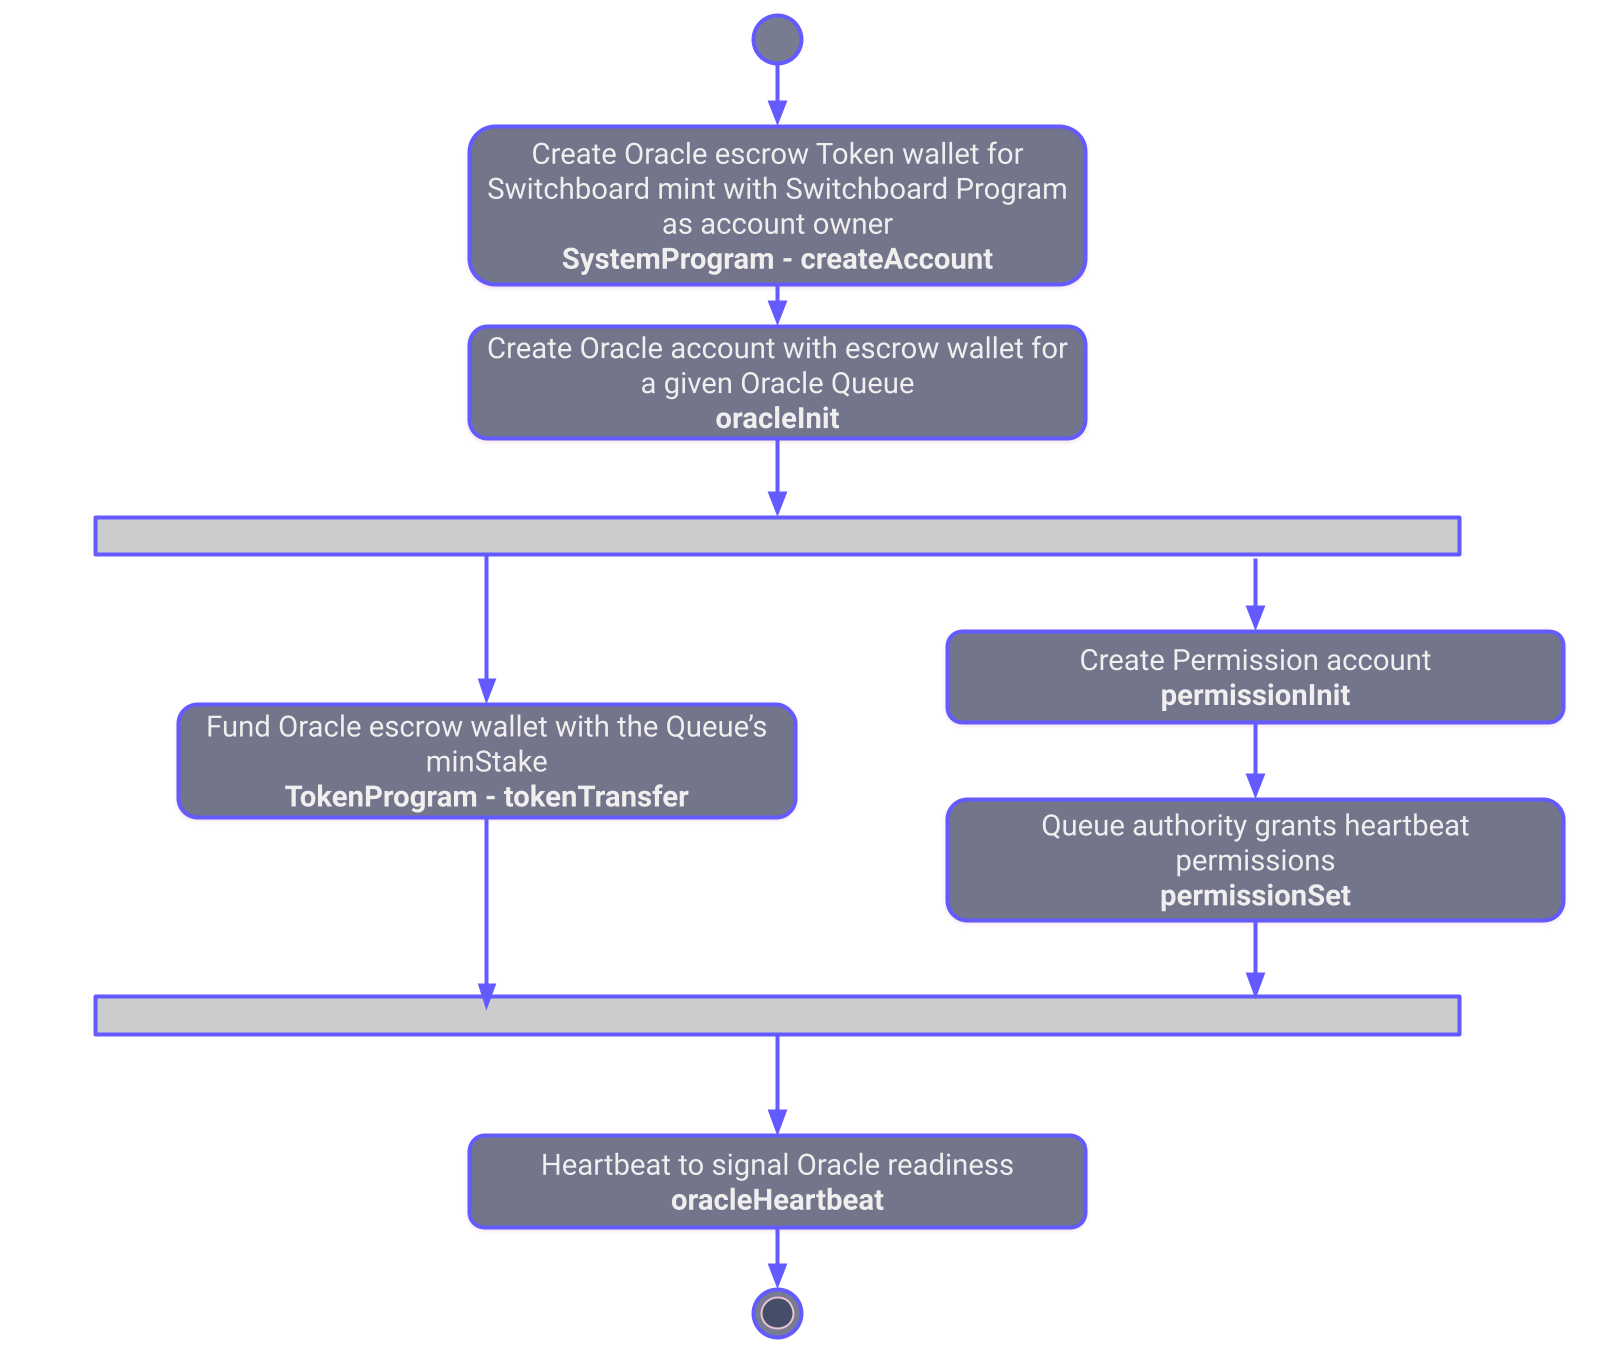 Create Oracle escrow Token wallet for
Switchboard mint with Switchboard Program
as account owner
SystemProgram - createAccount
Create Oracle account with escrow wallet for
a given Oracle Queue
oracleInit
Fund Oracle escrow wallet with the Queue’s
minStake
TokenProgram - tokenTransfer
Create Permission account
permissionInit
Queue authority grants heartbeat
permissions
permissionSet
Heartbeat to signal Oracle readiness
oracleHeartbeat